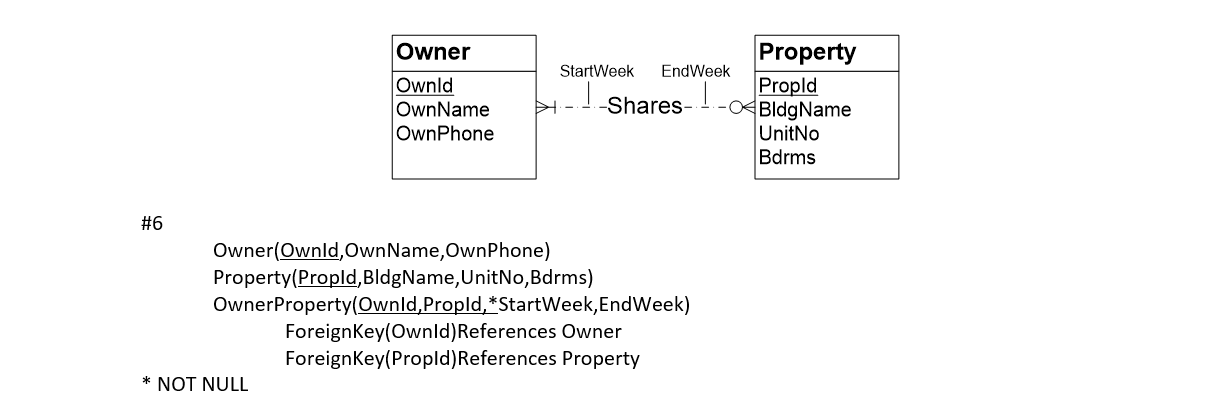 Owner
OwnId
OwnName
OwnPhone
StartWeek EndWeek
Shares
Property
PropId
BldgName
UnitNo
Bdrms
#6
Owner(OwnId,OwnName,OwnPhone)
Property(PropId,BldgName,UnitNo,Bdrms)
OwnerProperty(OwnId,PropId,*StartWeek,EndWeek)
ForeignKey(OwnId)References Owner
ForeignKey(PropId)References Property
* NOT NULL